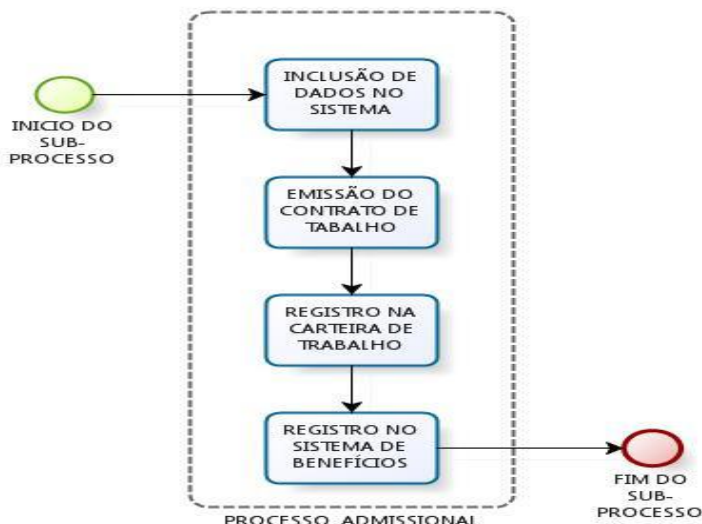 INICIO DO
SUB-
PROCESSO
INCLUSÃO DE
DADOS NO
SISTEMA
EMISSÃO DO
CONTRATO DE
TABALHO
REGISTRO NA
CARTEIRA DE
TRABALHO
REGISTRO NO
SISTEMA DE
BENEFÍCIOS
FIM DO
SUB-
PROCESSO
PROCESSO ADMISSIONAL